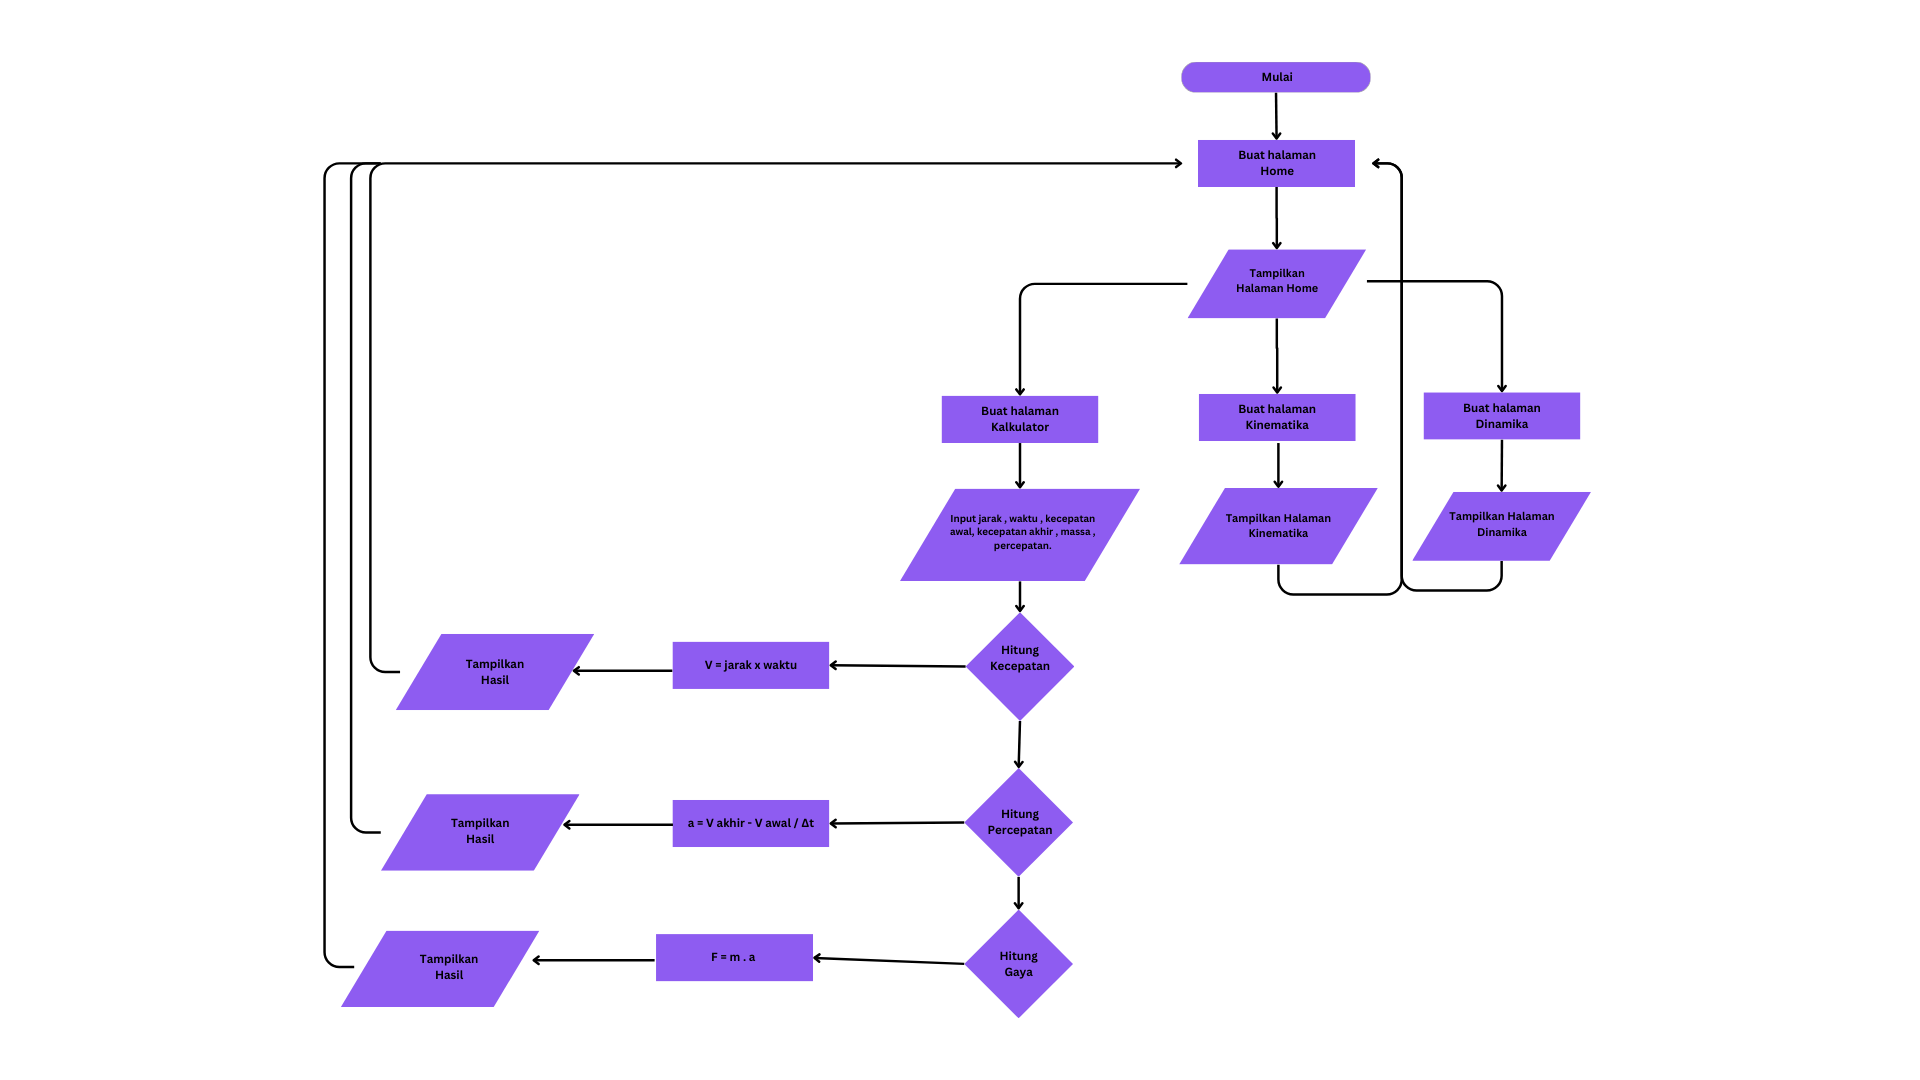 Mulai
Buat halaman
Home
Tampilkan
Halaman Home
Buat halaman
Kalkulator
Buat halaman
Kinematika
Buat halaman
Dinamika
Input jarak , waktu , kecepatan
awal, kecepatan akhir , massa ,
percepatan.
Tampilkan Halaman
Kinematika
Tampilkan Halaman
Dinamika
Hitung
Kecepatan
V = jarak x waktu
Tampilkan
Hasil
Hitung
Percepatan
a = V akhir - V awal / Δt
Tampilkan
Hasil
Hitung
Gaya
F = m . a
Tampilkan
Hasil